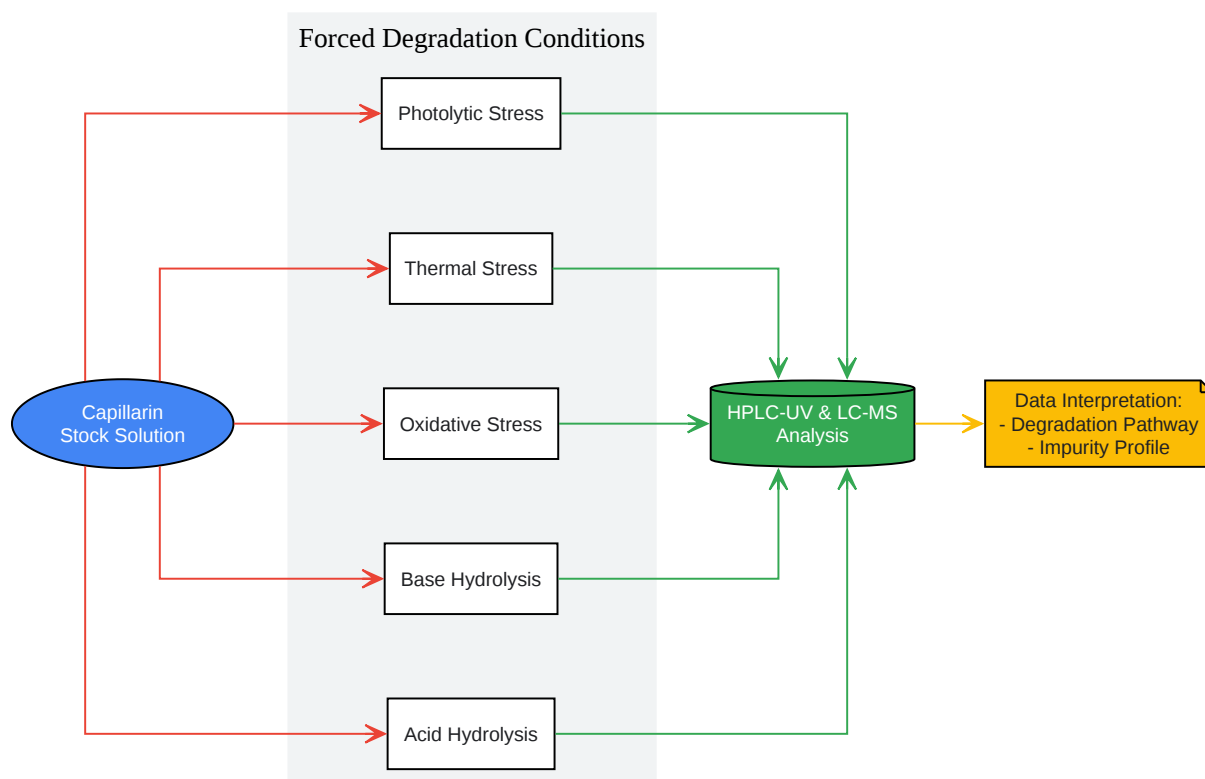 Forced Degradation Conditions
Photolytic Stress
Thermal Stress
Capillarin
Stock Solution
Oxidative Stress
HPLC-UV & LC-MS
Analysis
Data Interpretation:
- Degradation Pathway
- Impurity Profile
Base Hydrolysis
Acid Hydrolysis